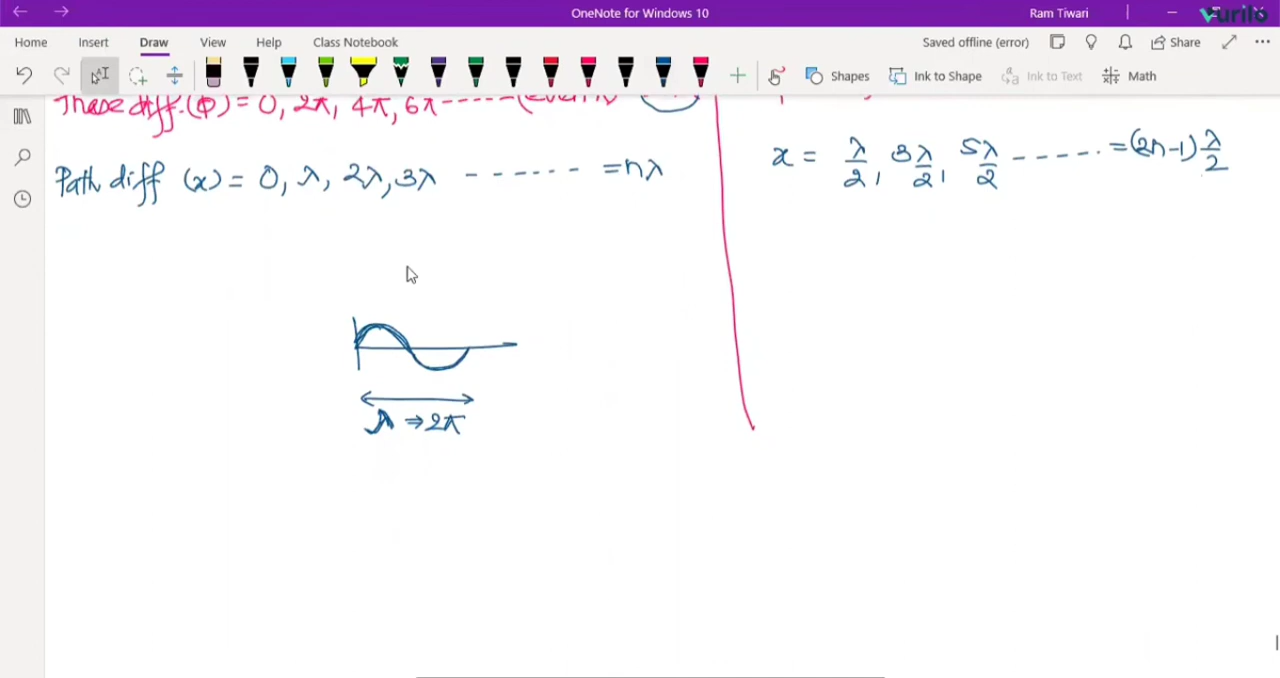 OneNote for Windows 10
Ram Tiwari
Vurilo
Home Insert Draw View Help Class Notebook
Saved offline (error) Share
Shapes Ink to Shape Ink to Text Math
Phase diff.(φ) = 0, 2π, 4π, 6π ------(even)
Path diff (x) = 0, λ, 2λ, 3λ ------ = nλ
x = λ/2, 3λ/2, 5λ/2 ------ = (2n-1) λ/2
λ ⇒ 2π